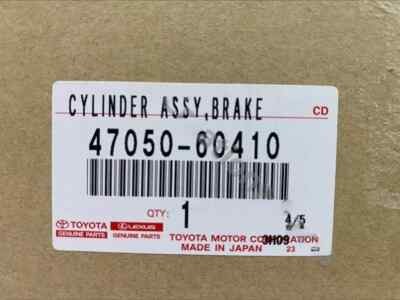 CYLINDER ASSY,BRAKE
CD
47050-60410
QTY: 1
4/5
TOYOTA LEXUS
GENUINE PARTS GENUINE PARTS
TOYOTA MOTOR CORPORATION
3H09
MADE IN JAPAN 23